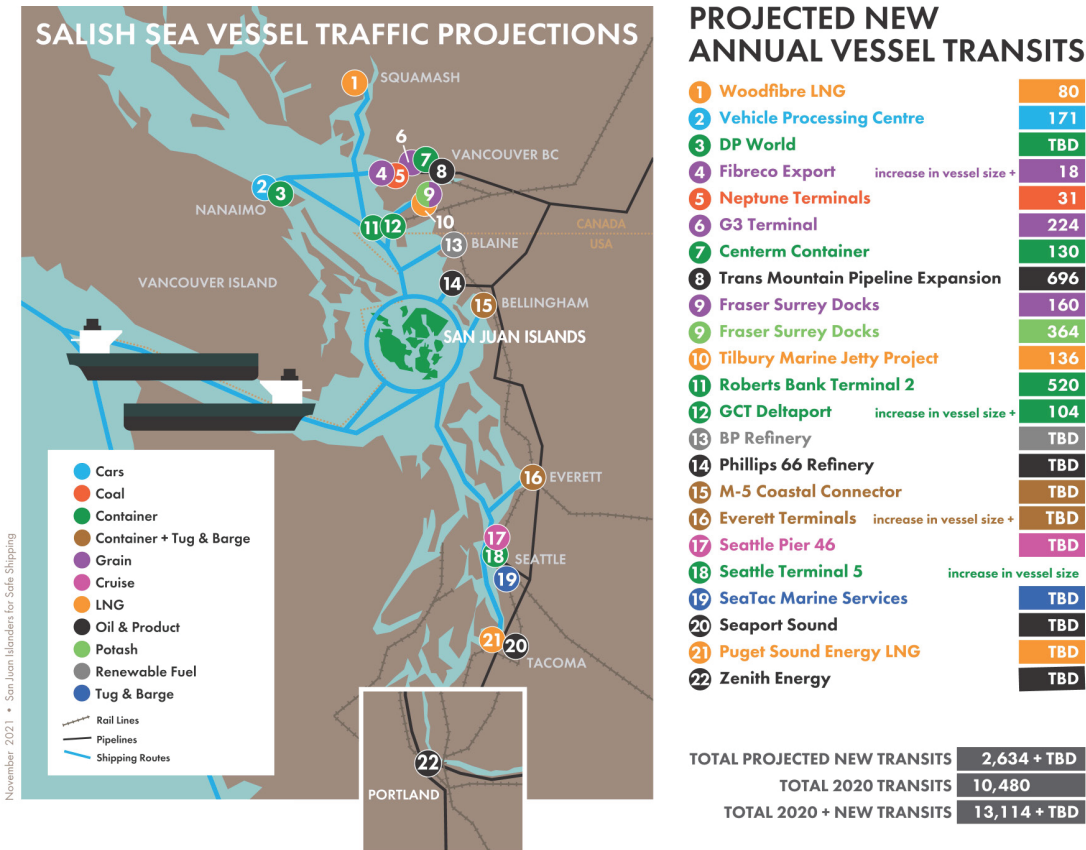 SALISH SEA VESSEL TRAFFIC PROJECTIONS
1
SQUAMASH
6
7
VANCOUVER BC
4
5
8
2
3
9
NANAIMO
10
11
12
CANADA
USA
13
BLAINE
VANCOUVER ISLAND
14
15
BELLINGHAM
SAN JUAN ISLANDS
16
EVERETT
17
18
SEATTLE
19
21
20
TACOMA
22
PORTLAND
Cars
Coal
Container
Container + Tug & Barge
Grain
Cruise
LNG
Oil & Product
Potash
Renewable Fuel
Tug & Barge
Rail Lines
Pipelines
Shipping Routes
November 2021 • San Juan Islanders for Safe Shipping
PROJECTED NEW
ANNUAL VESSEL TRANSITS
1 Woodfibre LNG 80
2 Vehicle Processing Centre 171
3 DP World TBD
4 Fibreco Export increase in vessel size + 18
5 Neptune Terminals 31
6 G3 Terminal 224
7 Centerm Container 130
8 Trans Mountain Pipeline Expansion 696
9 Fraser Surrey Docks 160
9 Fraser Surrey Docks 364
10 Tilbury Marine Jetty Project 136
11 Roberts Bank Terminal 2 520
12 GCT Deltaport increase in vessel size + 104
13 BP Refinery TBD
14 Phillips 66 Refinery TBD
15 M-5 Coastal Connector TBD
16 Everett Terminals increase in vessel size + TBD
17 Seattle Pier 46 TBD
18 Seattle Terminal 5 increase in vessel size
19 SeaTac Marine Services TBD
20 Seaport Sound TBD
21 Puget Sound Energy LNG TBD
22 Zenith Energy TBD
TOTAL PROJECTED NEW TRANSITS 2,634 + TBD
TOTAL 2020 TRANSITS 10,480
TOTAL 2020 + NEW TRANSITS 13,114 + TBD